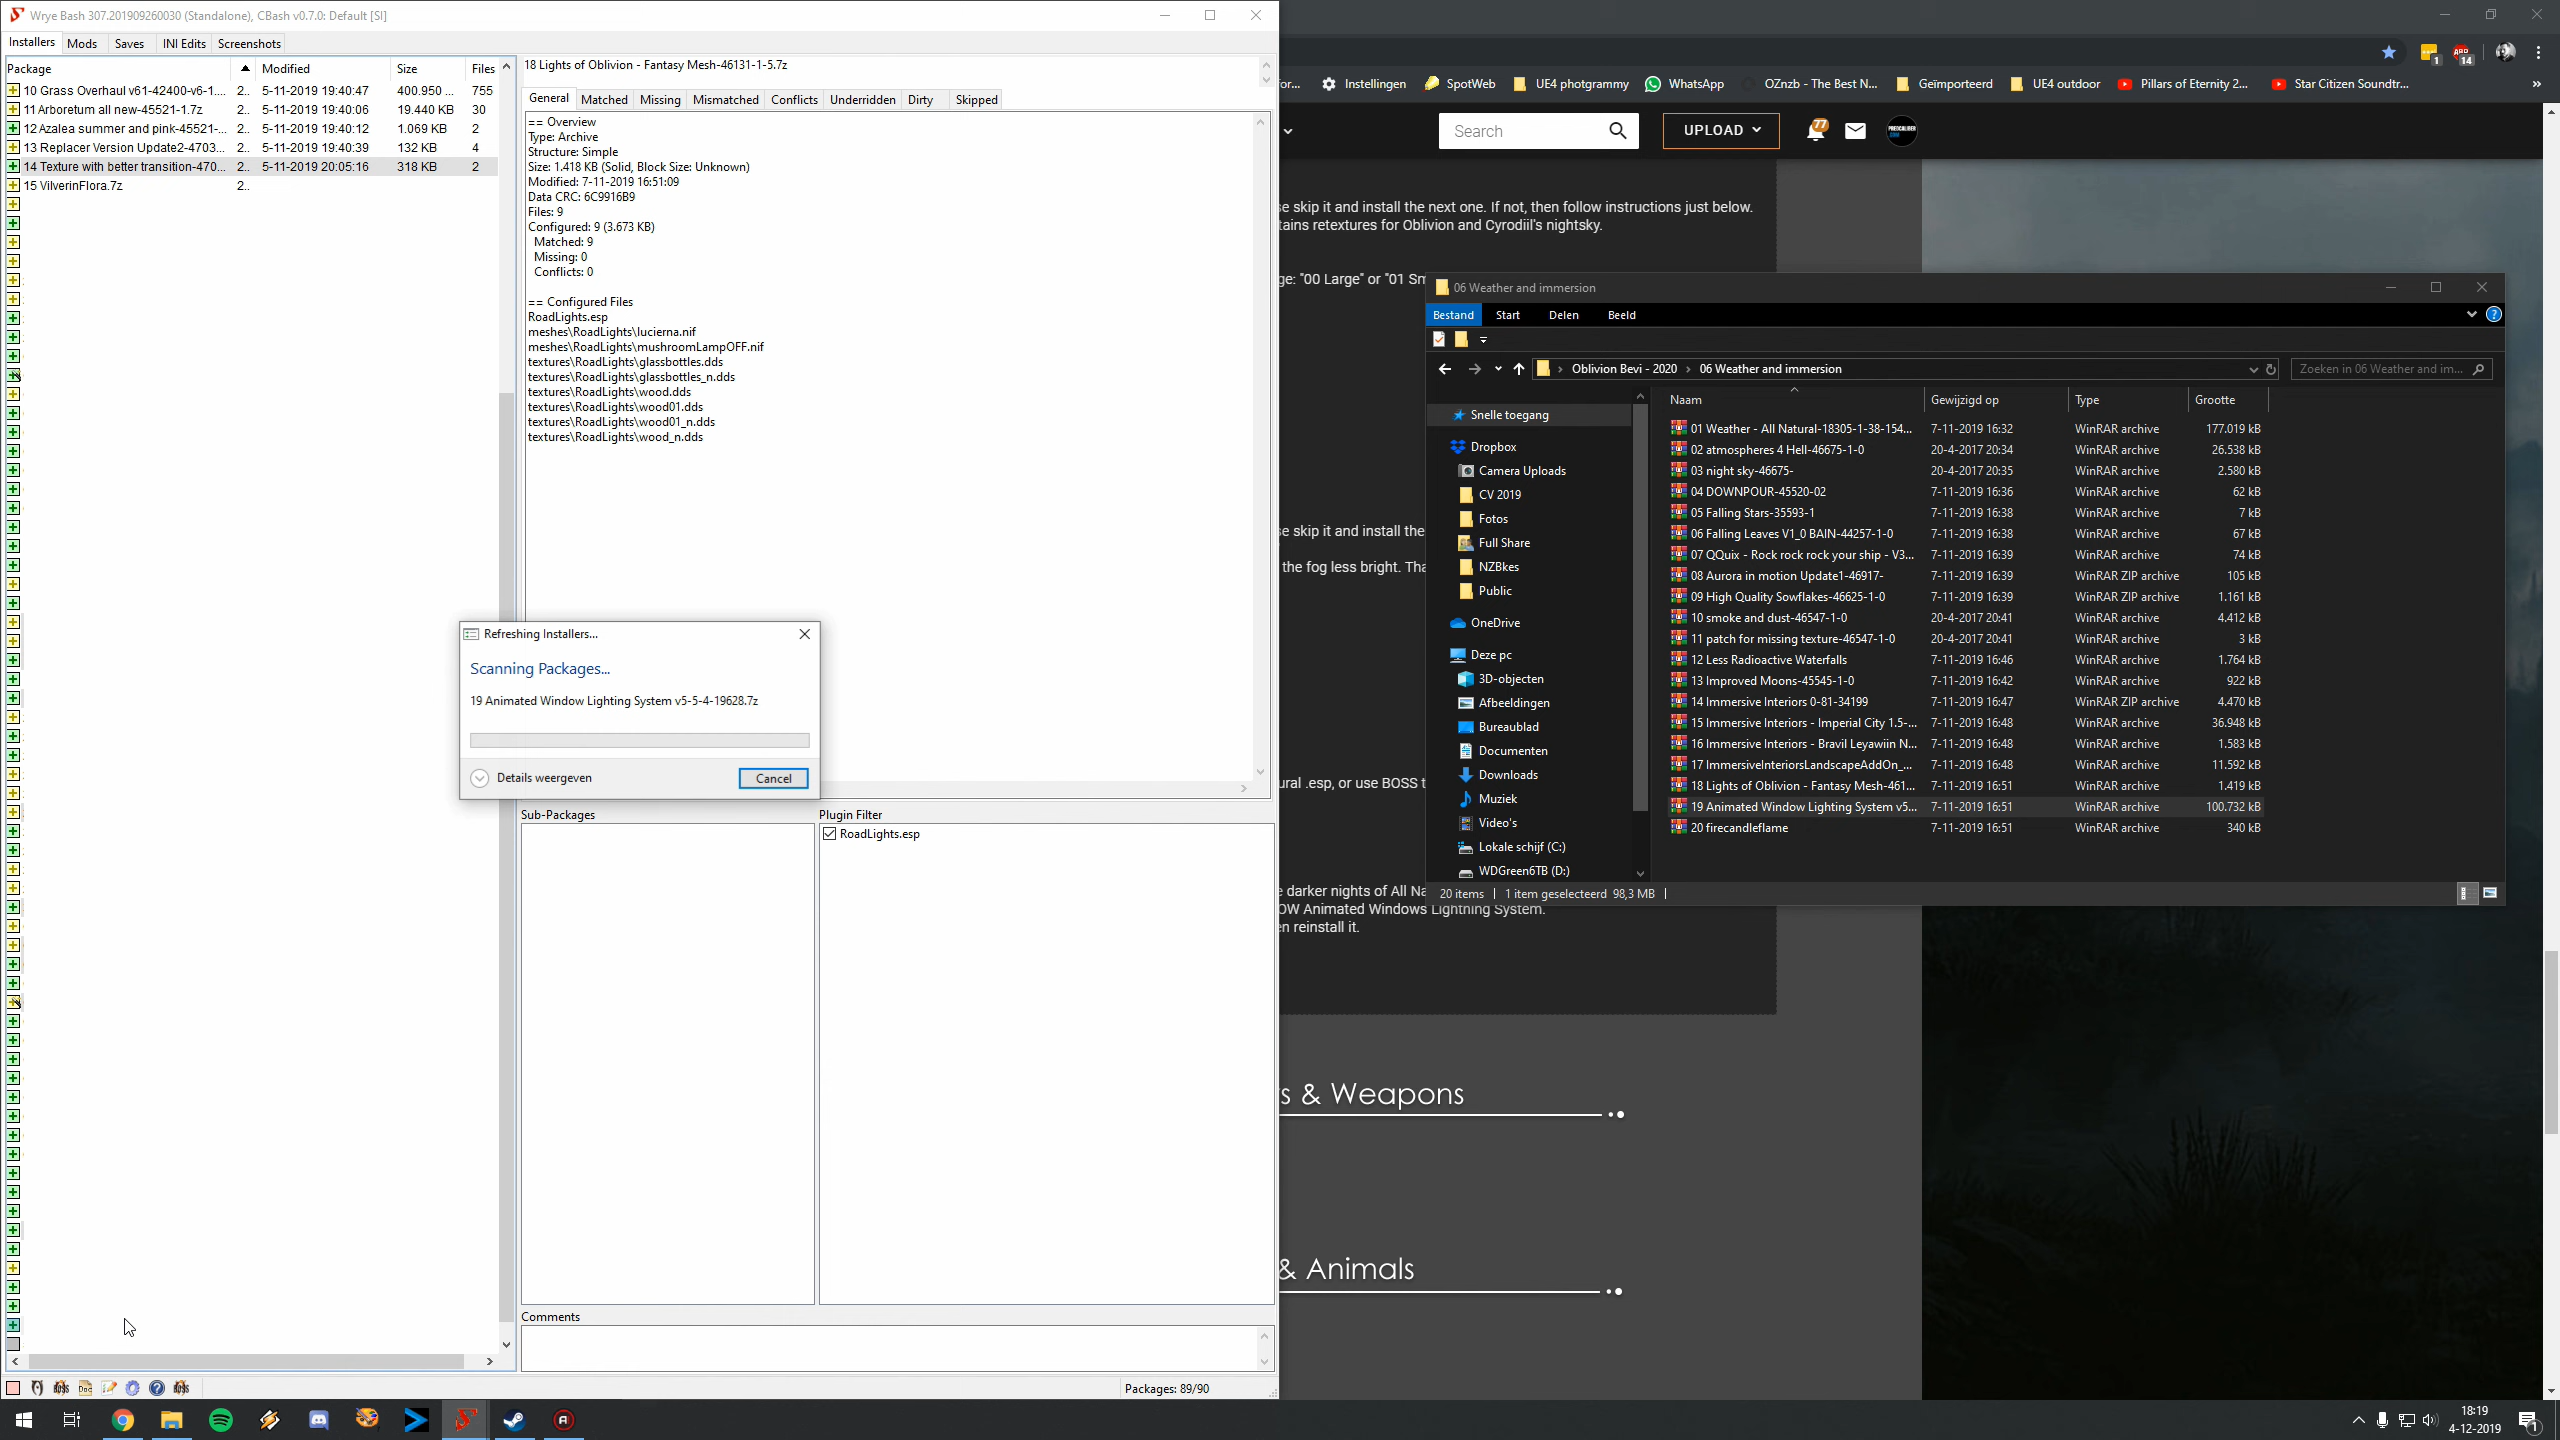 Wrye Bash 307.201909260030 (Standalone), CBash v0.7.0: Default [SI]
Installers
Mods
Saves
INI Edits
Screenshots
Package
Modified
Size
Files
10 Grass Overhaul v61-42400-v6-1.... 2.. 5-11-2019 19:40:47 400.950 ... 755
11 Arboretum all new-45521-1.7z 2.. 5-11-2019 19:40:06 19.440 KB 30
12 Azalea summer and pink-45521-... 2.. 5-11-2019 19:40:12 1.069 KB 2
13 Replacer Version Update2-4703... 2.. 5-11-2019 19:40:39 132 KB 4
14 Texture with better transition-470... 2.. 5-11-2019 20:05:16 318 KB 2
15 VilverinFlora.7z 2..
18 Lights of Oblivion - Fantasy Mesh-46131-1-5.7z
General
Matched
Missing
Mismatched
Conflicts
Underridden
Dirty
Skipped
== Overview
Type: Archive
Structure: Simple
Size: 1.418 KB (Solid, Block Size: Unknown)
Modified: 7-11-2019 16:51:09
Data CRC: 6C9916B9
Files: 9
Configured: 9 (3.673 KB)
Matched: 9
Missing: 0
Conflicts: 0
== Configured Files
RoadLights.esp
meshes\RoadLights\lucierna.nif
meshes\RoadLights\mushroomLampOFF.nif
textures\RoadLights\glassbottles.dds
textures\RoadLights\glassbottles_n.dds
textures\RoadLights\wood.dds
textures\RoadLights\wood01.dds
textures\RoadLights\wood01_n.dds
textures\RoadLights\wood_n.dds
Refreshing Installers...
Scanning Packages...
19 Animated Window Lighting System v5-5-4-19628.7z
Details weergeven
Cancel
Sub-Packages
Plugin Filter
RoadLights.esp
Comments
Packages: 89/90
or...
Instellingen
SpotWeb
UE4 photgrammy
WhatsApp
OZnzb - The Best N...
Geïmporteerd
UE4 outdoor
Pillars of Eternity 2...
Star Citizen Soundtr...
»
1
14
Search
UPLOAD
77
se skip it and install the next one. If not, then follow instructions just below.
tains retextures for Oblivion and Cyrodiil's nightsky.
ge: "00 Large" or "01 Sm
se skip it and install the
the fog less bright. Tha
ural .esp, or use BOSS t
e darker nights of All Na
OW Animated Windows Lightning System.
en reinstall it.
s & Weapons
& Animals
06 Weather and immersion
Bestand
Start
Delen
Beeld
Oblivion Bevi - 2020 › 06 Weather and immersion
Zoeken in 06 Weather and im...
Snelle toegang
Dropbox
Camera Uploads
CV 2019
Fotos
Full Share
NZBkes
Public
OneDrive
Deze pc
3D-objecten
Afbeeldingen
Bureaublad
Documenten
Downloads
Muziek
Video's
Lokale schijf (C:)
WDGreen6TB (D:)
Naam
Gewijzigd op
Type
Grootte
01 Weather - All Natural-18305-1-38-154... 7-11-2019 16:32 WinRAR archive 177.019 kB
02 atmospheres 4 Hell-46675-1-0 20-4-2017 20:34 WinRAR archive 26.538 kB
03 night sky-46675- 20-4-2017 20:35 WinRAR archive 2.580 kB
04 DOWNPOUR-45520-02 7-11-2019 16:36 WinRAR archive 62 kB
05 Falling Stars-35593-1 7-11-2019 16:38 WinRAR archive 7 kB
06 Falling Leaves V1_0 BAIN-44257-1-0 7-11-2019 16:38 WinRAR archive 67 kB
07 QQuix - Rock rock rock your ship - V3... 7-11-2019 16:39 WinRAR archive 74 kB
08 Aurora in motion Update1-46917- 7-11-2019 16:39 WinRAR ZIP archive 105 kB
09 High Quality Sowflakes-46625-1-0 7-11-2019 16:39 WinRAR ZIP archive 1.161 kB
10 smoke and dust-46547-1-0 20-4-2017 20:41 WinRAR archive 4.412 kB
11 patch for missing texture-46547-1-0 20-4-2017 20:41 WinRAR archive 3 kB
12 Less Radioactive Waterfalls 7-11-2019 16:46 WinRAR archive 1.764 kB
13 Improved Moons-45545-1-0 7-11-2019 16:42 WinRAR archive 922 kB
14 Immersive Interiors 0-81-34199 7-11-2019 16:47 WinRAR ZIP archive 4.470 kB
15 Immersive Interiors - Imperial City 1.5-... 7-11-2019 16:48 WinRAR archive 36.948 kB
16 Immersive Interiors - Bravil Leyawiin N... 7-11-2019 16:48 WinRAR archive 1.583 kB
17 ImmersiveInteriorsLandscapeAddOn_... 7-11-2019 16:48 WinRAR archive 11.592 kB
18 Lights of Oblivion - Fantasy Mesh-461... 7-11-2019 16:51 WinRAR archive 1.419 kB
19 Animated Window Lighting System v5... 7-11-2019 16:51 WinRAR archive 100.732 kB
20 firecandleflame 7-11-2019 16:51 WinRAR archive 340 kB
20 items
1 item geselecteerd 98,3 MB
18:19
4-12-2019
1